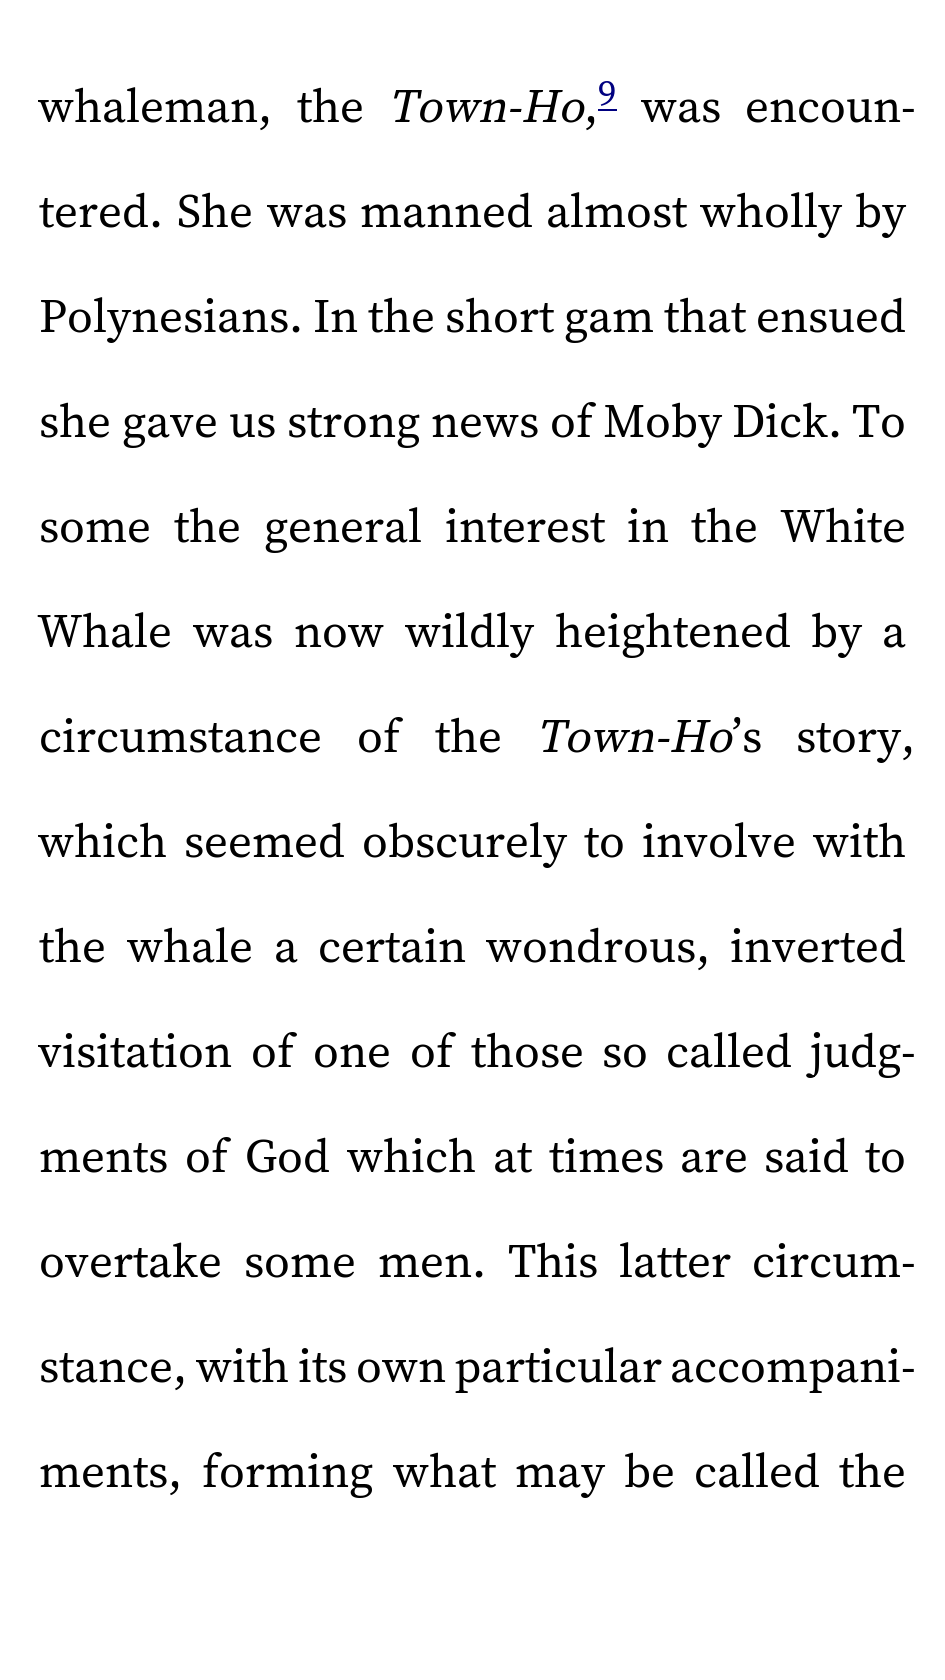 whaleman, the Town-Ho,9 was encoun-
tered. She was manned almost wholly by
Polynesians. In the short gam that ensued
she gave us strong news of Moby Dick. To
some the general interest in the White
Whale was now wildly heightened by a
circumstance of the Town-Ho’s story,
which seemed obscurely to involve with
the whale a certain wondrous, inverted
visitation of one of those so called judg-
ments of God which at times are said to
overtake some men. This latter circum-
stance, with its own particular accompani-
ments, forming what may be called the